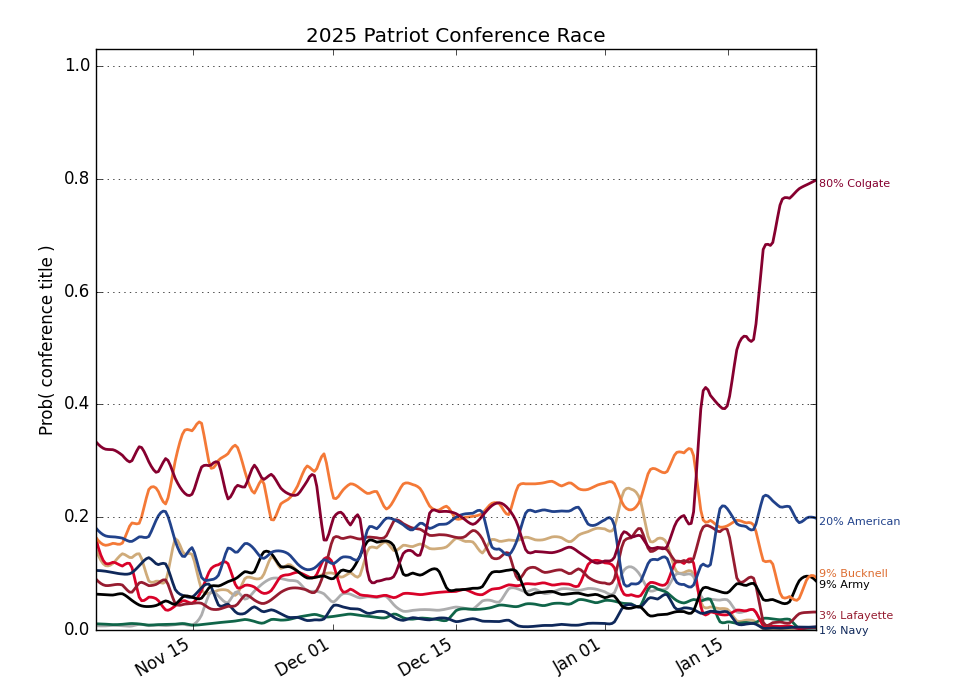 2025 Patriot Conference Race
Prob( conference title )
1.0
0.8
0.6
0.4
0.2
0.0
Nov 15
Dec 01
Dec 15
Jan 01
Jan 15
80% Colgate
20% American
9% Bucknell
9% Army
3% Lafayette
1% Navy